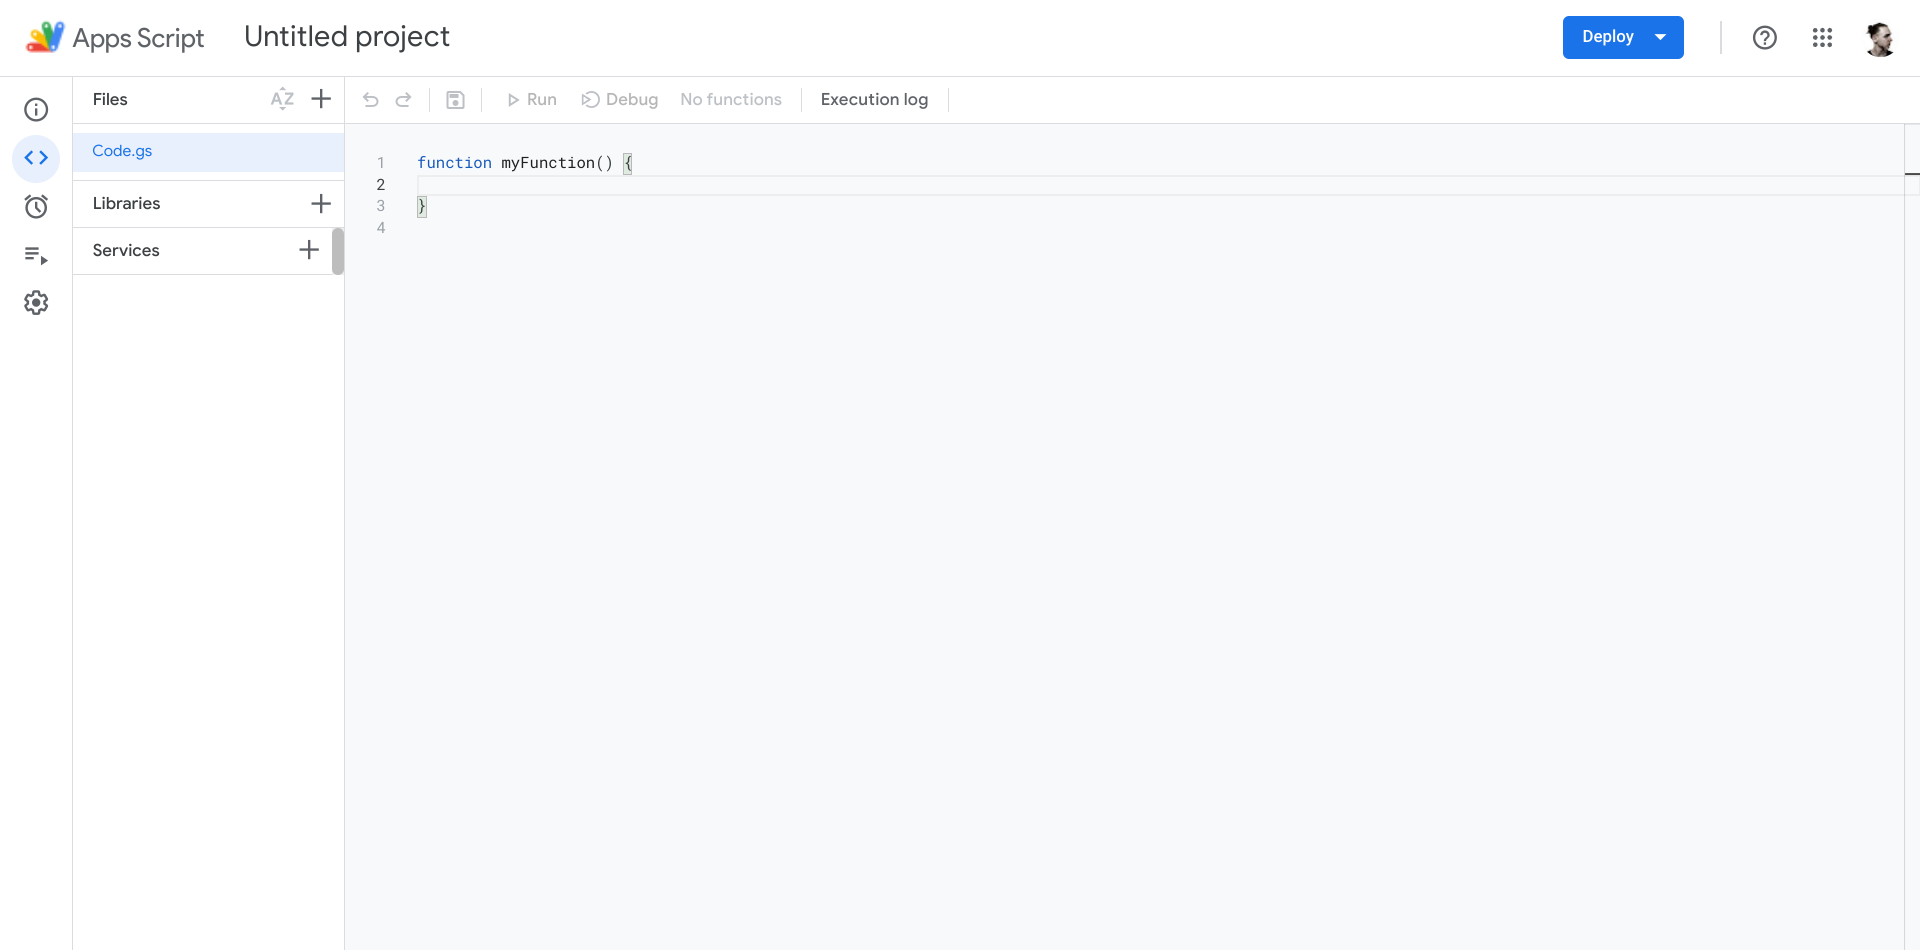 Apps Script
Untitled project
Deploy
Files
AZ
Run
Debug
No functions
Execution log
Code.gs
Libraries
Services
1 function myFunction() {
2
3 }
4